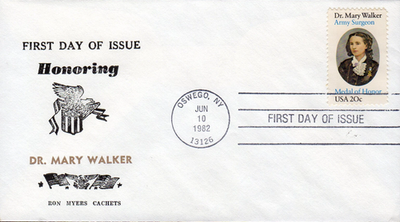 FIRST DAY OF ISSUE
Honoring
DR. MARY WALKER
RON MYERS CACHETS
OSWEGO, NY
JUN
10
1982
13126
FIRST DAY OF ISSUE
Dr. Mary Walker
Army Surgeon
Medal of Honor
USA 20c